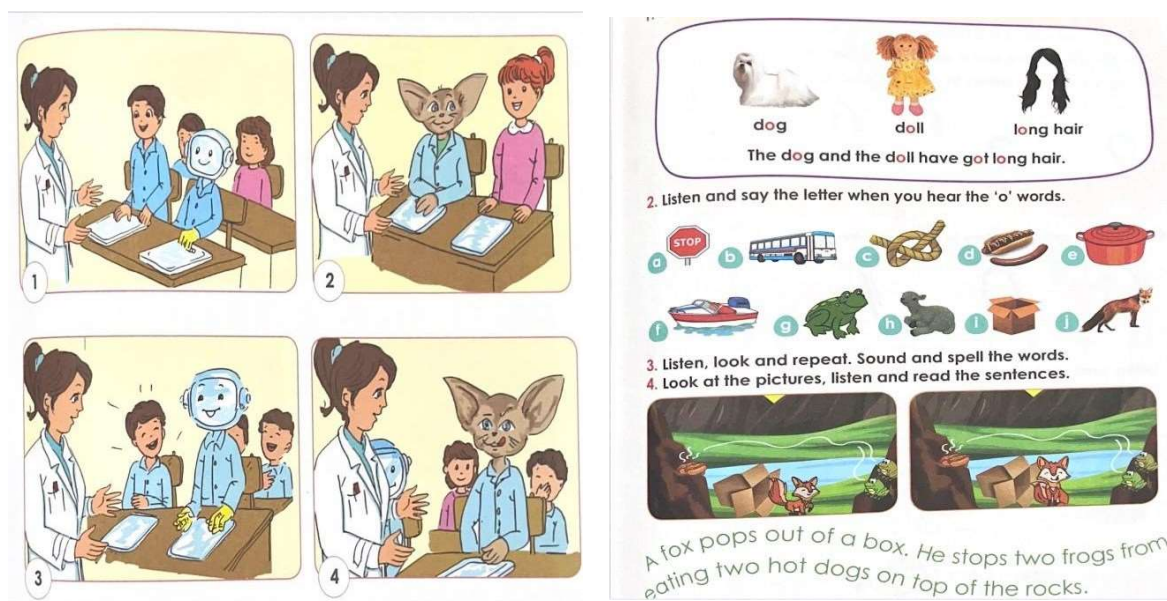 1
2
3
4
dog
doll
long hair
The dog and the doll have got long hair.
2. Listen and say the letter when you hear the 'o' words.
a
STOP
b
c
d
e
f
g
h
i
j
3. Listen, look and repeat. Sound and spell the words.
4. Look at the pictures, listen and read the sentences.
A fox pops out of a box. He stops two frogs from
eating two hot dogs on top of the rocks.